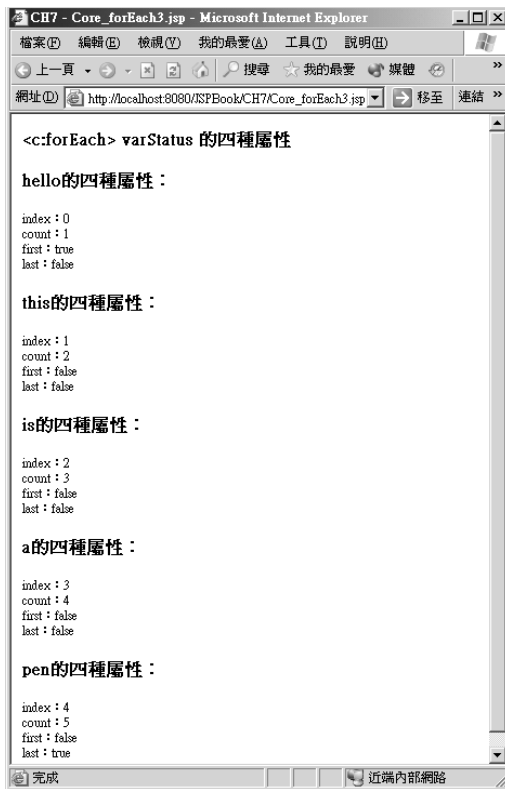 CH7 - Core_forEach3.jsp - Microsoft Internet Explorer
檔案(F) 編輯(E) 檢視(V) 我的最愛(A) 工具(T) 說明(H)
上一頁 搜尋 我的最愛 媒體 »
網址(D) http://localhost:8080/JSPBook/CH7/Core_forEach3.jsp 移至 連結 »
<c:forEach> varStatus 的四種屬性
hello的四種屬性：
index：0
count：1
first：true
last：false
this的四種屬性：
index：1
count：2
first：false
last：false
is的四種屬性：
index：2
count：3
first：false
last：false
a的四種屬性：
index：3
count：4
first：false
last：false
pen的四種屬性：
index：4
count：5
first：false
last：true
完成 近端內部網路